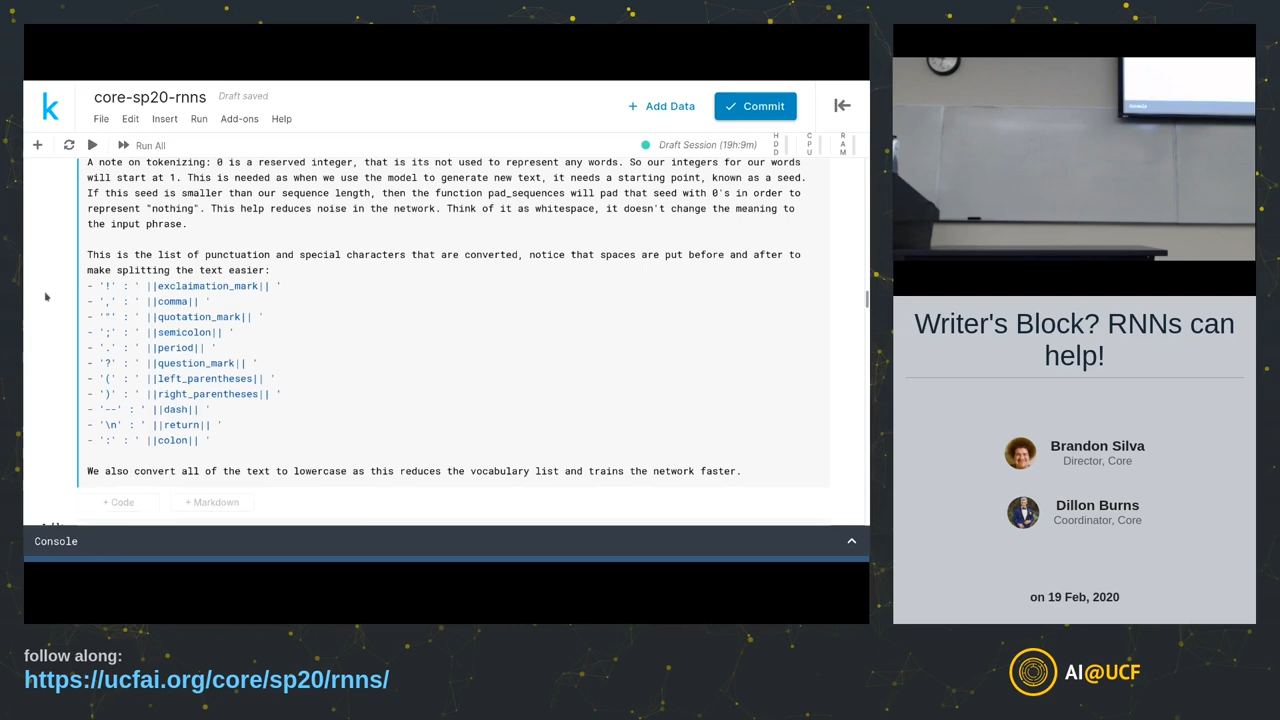 core-sp20-rnns
Draft saved
+ Add Data
Commit
File Edit Insert Run Add-ons Help
Run All
Draft Session (19h:9m)
HDD
CPU
RAM
A note on tokenizing: 0 is a reserved integer, that is its not used to represent any words. So our integers for our words
will start at 1. This is needed as when we use the model to generate new text, it needs a starting point, known as a seed.
If this seed is smaller than our sequence length, then the function pad_sequences will pad that seed with 0's in order to
represent "nothing". This help reduces noise in the network. Think of it as whitespace, it doesn't change the meaning to
the input phrase.
This is the list of punctuation and special characters that are converted, notice that spaces are put before and after to
make splitting the text easier:
- '!' : ' ||exclaimation_mark|| '
- ',' : ' ||comma|| '
- '"' : ' ||quotation_mark|| '
- ';' : ' ||semicolon|| '
- '.' : ' ||period|| '
- '?' : ' ||question_mark|| '
- '(' : ' ||left_parentheses|| '
- ')' : ' ||right_parentheses|| '
- '--' : ' ||dash|| '
- '\n' : ' ||return|| '
- ':' : ' ||colon|| '
We also convert all of the text to lowercase as this reduces the vocabulary list and trains the network faster.
+ Code
+ Markdown
Console
Writer's Block? RNNs can
help!
Brandon Silva
Director, Core
Dillon Burns
Coordinator, Core
on 19 Feb, 2020
follow along:
https://ucfai.org/core/sp20/rnns/
AI@UCF